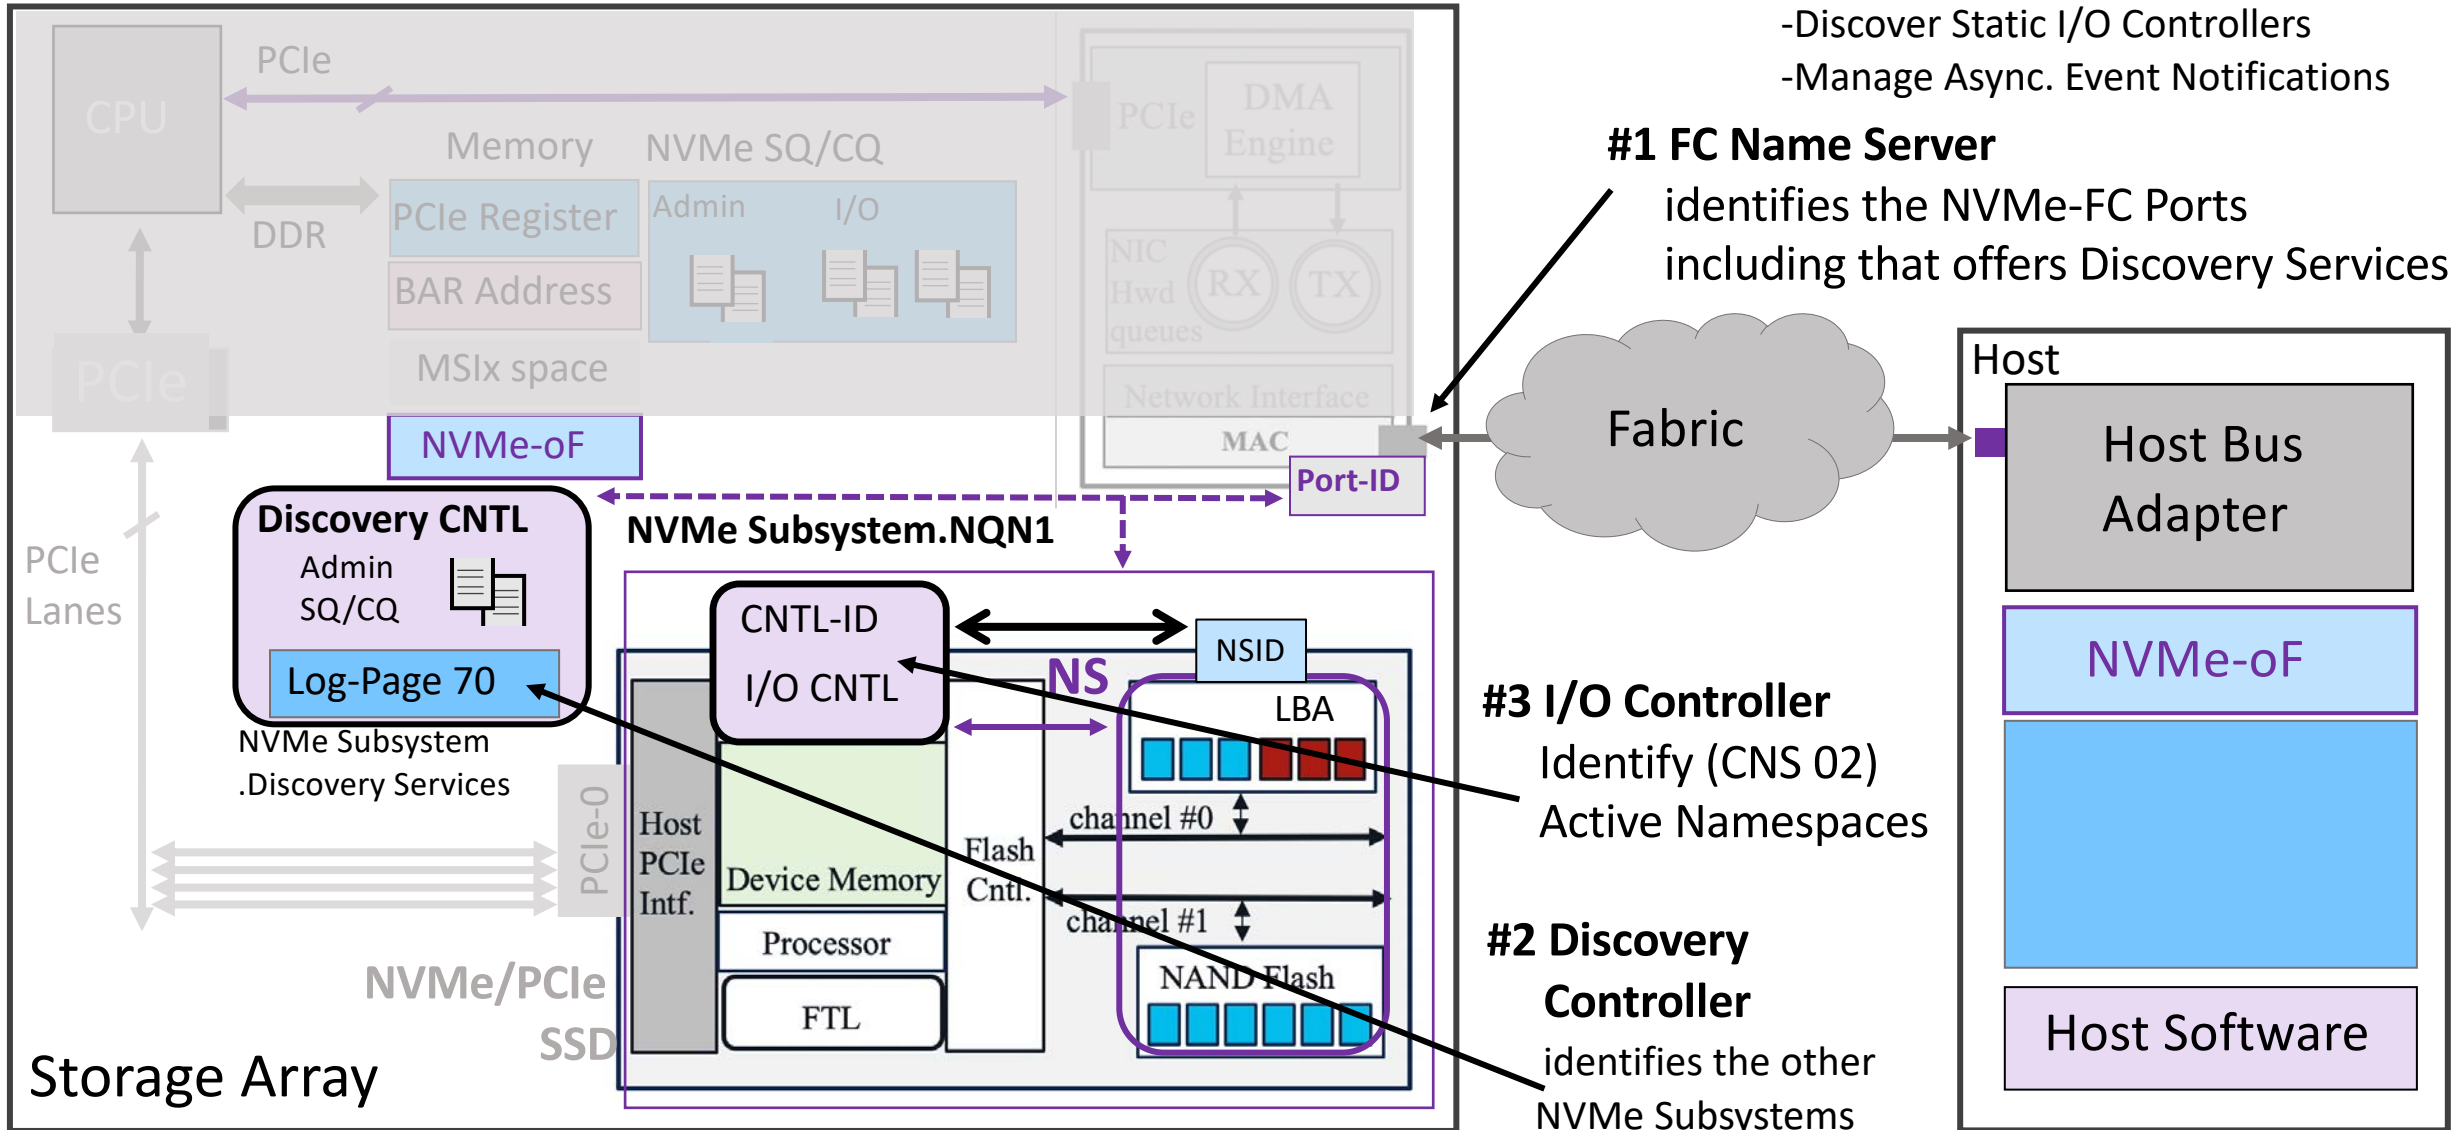 -Discover Static I/O Controllers
-Manage Async. Event Notifications
#1 FC Name Server
identifies the NVMe-FC Ports
including that offers Discovery Services
CPU
PCIe
DDR
Memory
NVMe SQ/CQ
PCIe Register
Admin
I/O
BAR Address
MSIx space
NVMe-oF
PCIe
PCIe
DMA
Engine
NIC
Hwd
queues
RX
TX
Network Interface
MAC
Port-ID
Fabric
Host
Host Bus
Adapter
NVMe-oF
Host Software
Discovery CNTL
Admin
SQ/CQ
Log-Page 70
NVMe Subsystem
.Discovery Services
PCIe
Lanes
NVMe Subsystem.NQN1
CNTL-ID
I/O CNTL
NSID
NS
LBA
#3 I/O Controller
Identify (CNS 02)
Active Namespaces
PCIe-0
Host
PCIe
Intf.
Device Memory
Processor
FTL
Flash
Cntl.
channel #0
channel #1
NAND Flash
#2 Discovery
Controller
identifies the other
NVMe Subsystems
NVMe/PCIe
SSD
Storage Array